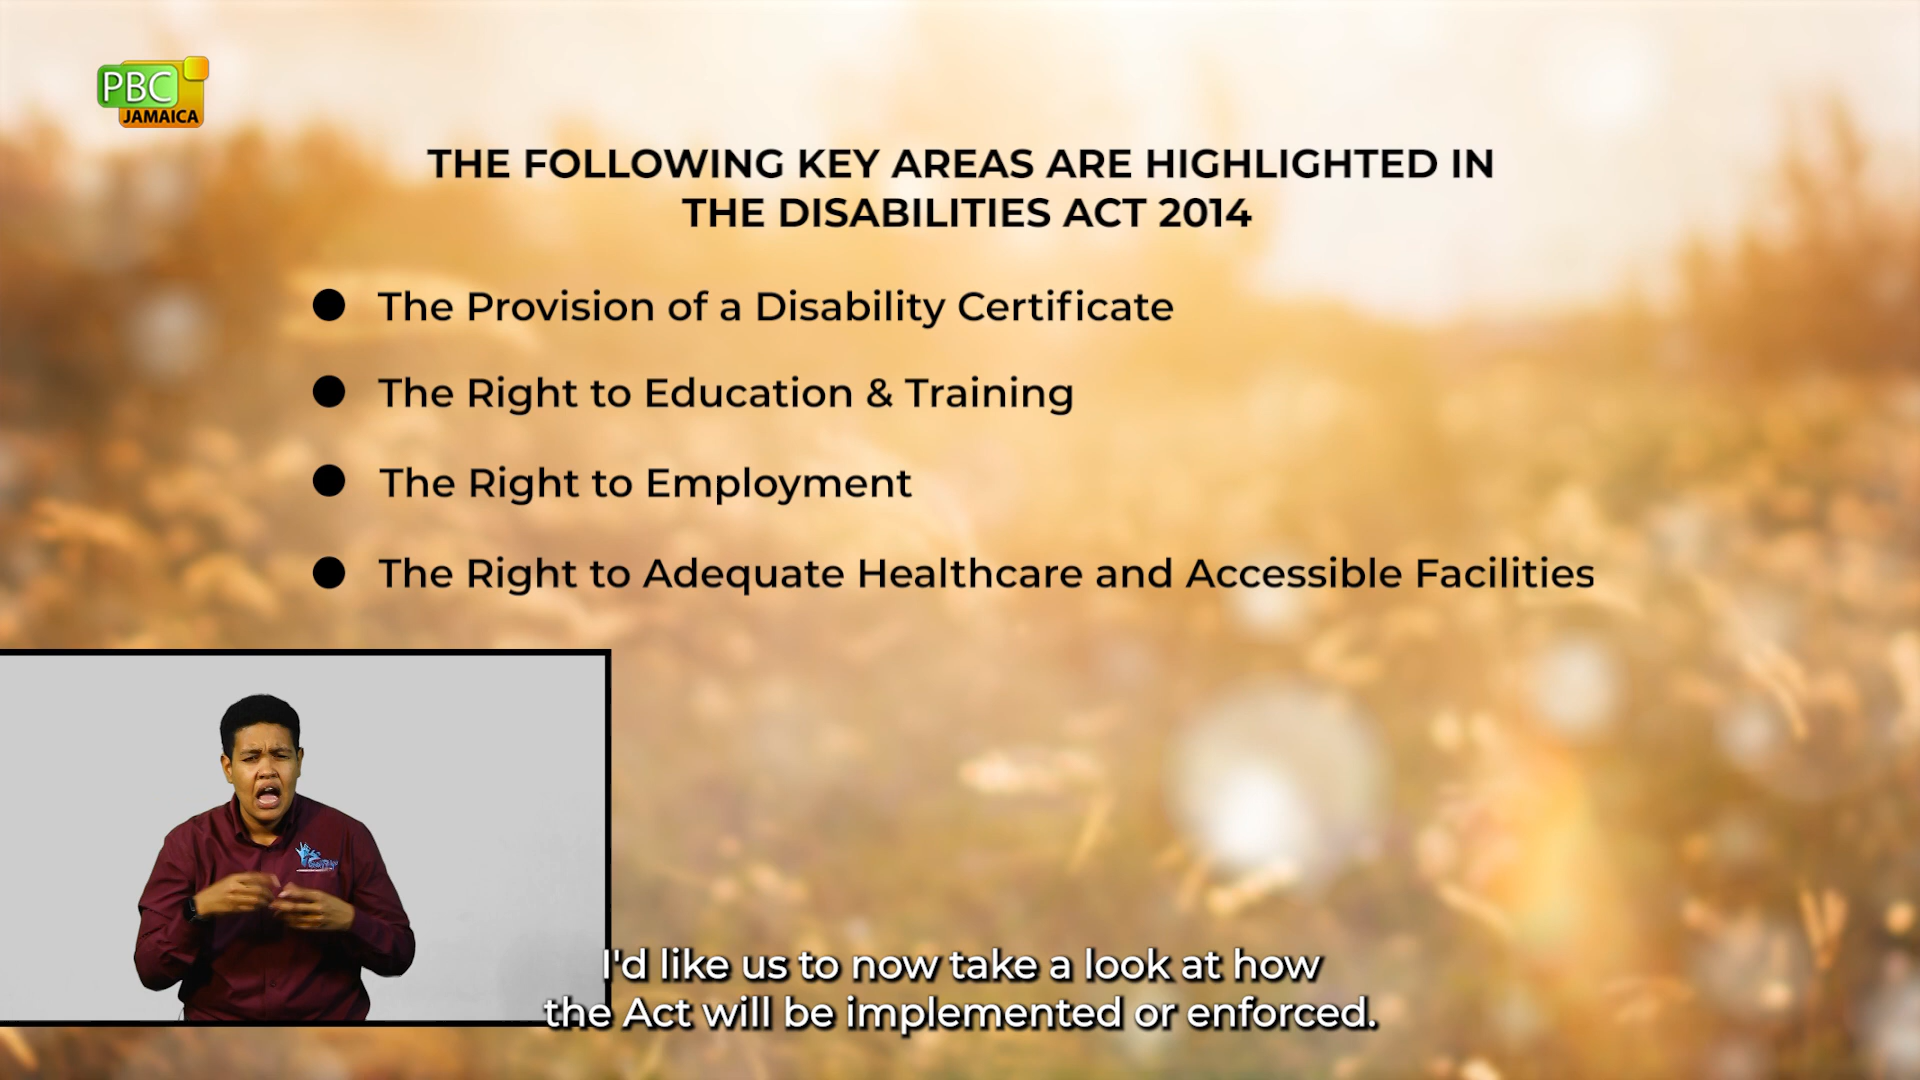 PBC
JAMAICA
THE FOLLOWING KEY AREAS ARE HIGHLIGHTED IN
THE DISABILITIES ACT 2014
The Provision of a Disability Certificate
The Right to Education & Training
The Right to Employment
The Right to Adequate Healthcare and Accessible Facilities
I'd like us to now take a look at how
the Act will be implemented or enforced.